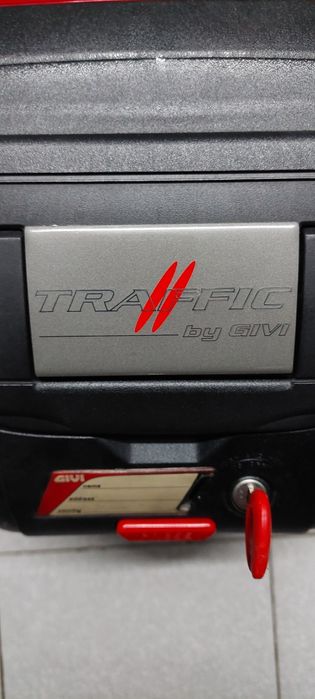 TRAFFIC
by GIVI
GIVI
name
address
country